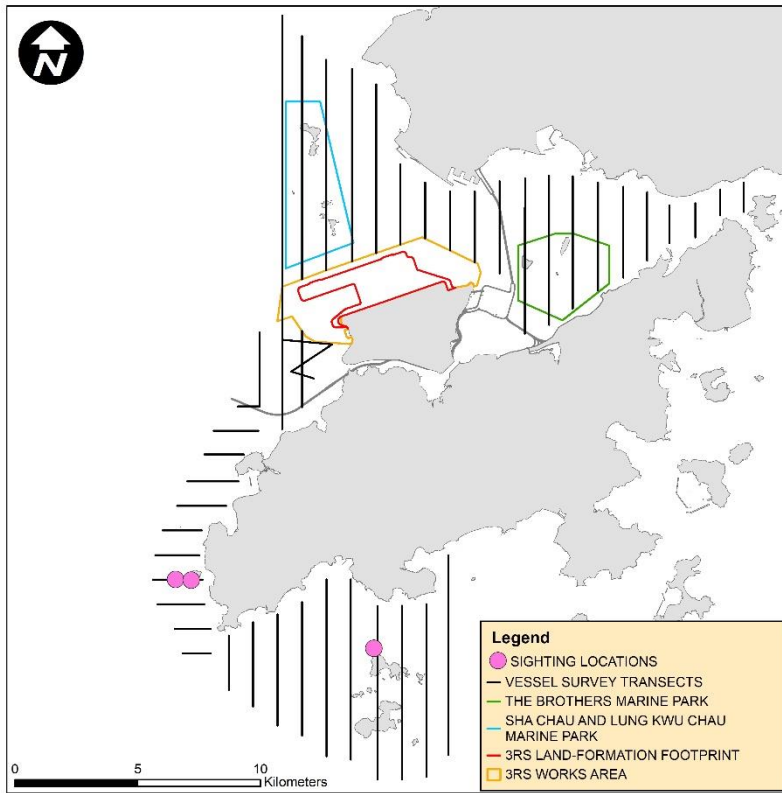 N
Legend
SIGHTING LOCATIONS
VESSEL SURVEY TRANSECTS
THE BROTHERS MARINE PARK
SHA CHAU AND LUNG KWU CHAU
MARINE PARK
3RS LAND-FORMATION FOOTPRINT
3RS WORKS AREA
0 5 10
Kilometers